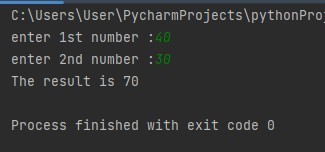 C:\Users\User\PycharmProjects\pythonProj
enter 1st number :40
enter 2nd number :30
The result is 70
Process finished with exit code 0